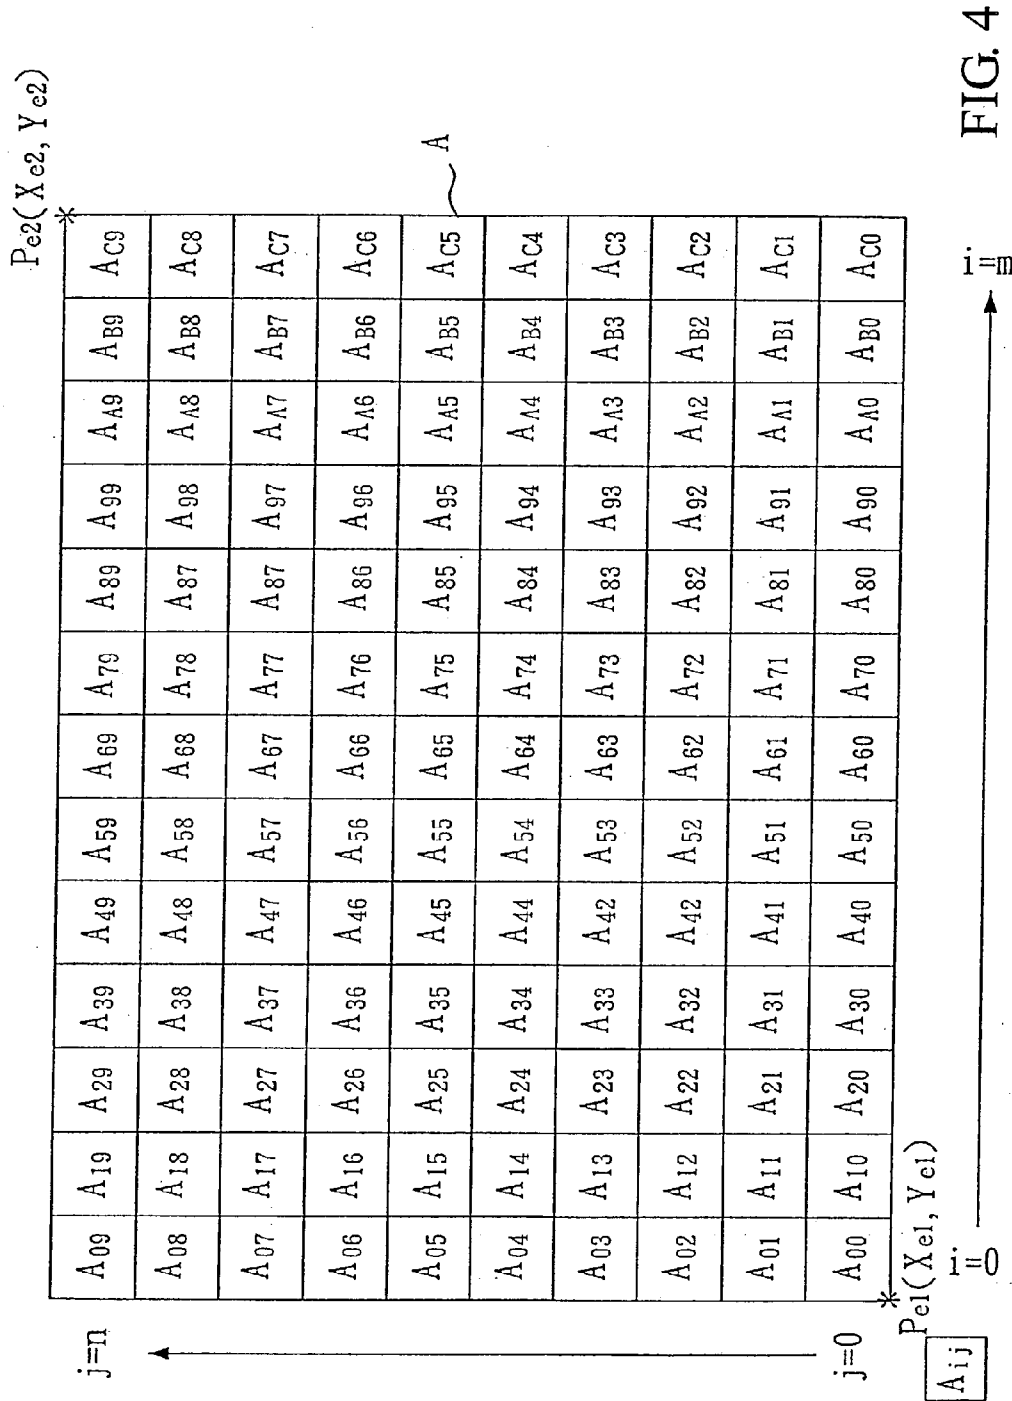 Pe2(Xe2, Ye2)
j=n
A09 A19 A29 A39 A49 A59 A69 A79 A89 A99 AA9 AB9 AC9
A08 A18 A28 A38 A48 A58 A68 A78 A87 A98 AA8 AB8 AC8
A07 A17 A27 A37 A47 A57 A67 A77 A87 A97 AA7 AB7 AC7
A06 A16 A26 A36 A46 A56 A66 A76 A86 A96 AA6 AB6 AC6
A05 A15 A25 A35 A45 A55 A65 A75 A85 A95 AA5 AB5 AC5
A
A04 A14 A24 A34 A44 A54 A64 A74 A84 A94 AA4 AB4 AC4
A03 A13 A23 A33 A42 A53 A63 A73 A83 A93 AA3 AB3 AC3
A02 A12 A22 A32 A42 A52 A62 A72 A82 A92 AA2 AB2 AC2
A01 A11 A21 A31 A41 A51 A61 A71 A81 A91 AA1 AB1 AC1
j=0
A00 A10 A20 A30 A40 A50 A60 A70 A80 A90 AA0 AB0 AC0
Pe1(Xe1, Ye1)
Aij
i=0
i=m
FIG. 4